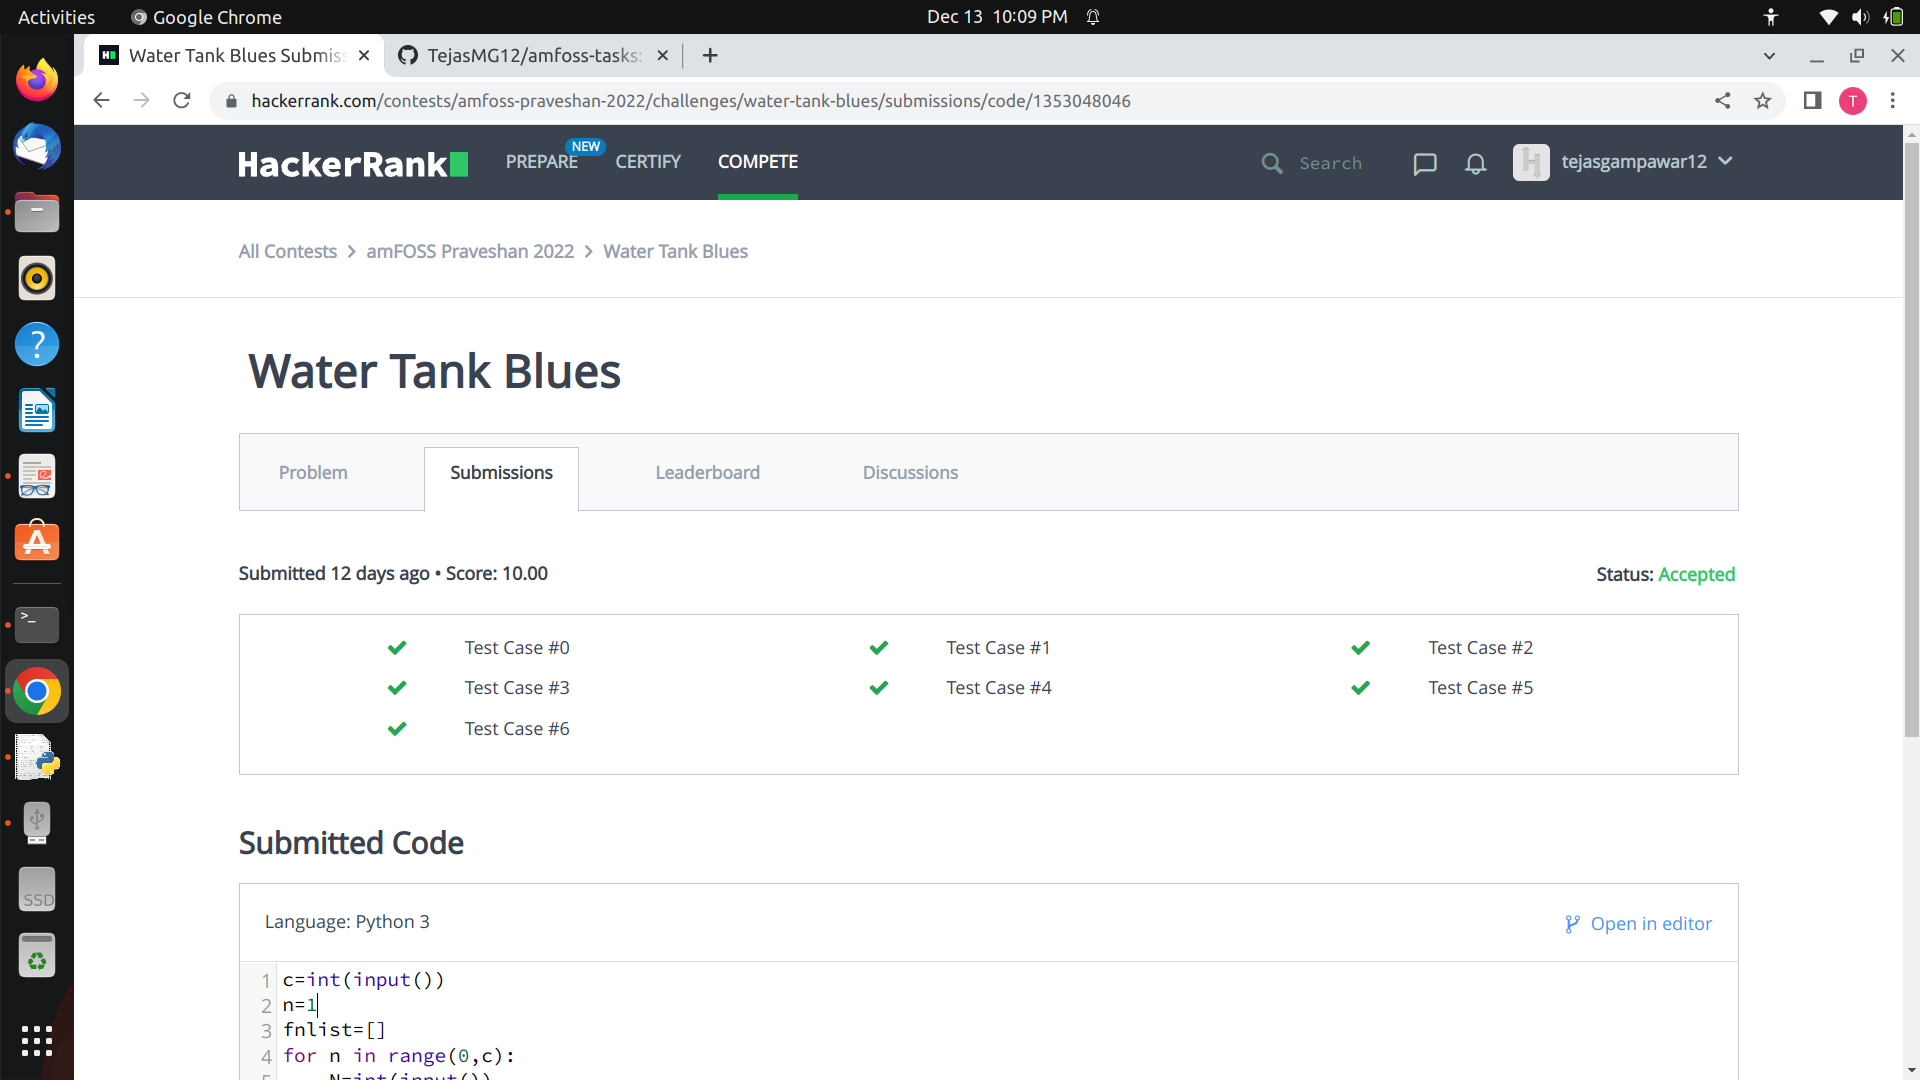 Activities Google Chrome Dec 13 10:09 PM
Water Tank Blues Submiss TejasMG12/amfoss-tasks:
hackerrank.com/contests/amfoss-praveshan-2022/challenges/water-tank-blues/submissions/code/1353048046 T
HackerRank PREPARE NEW CERTIFY COMPETE Search tejasgampawar12
All Contests > amFOSS Praveshan 2022 > Water Tank Blues
Water Tank Blues
Problem Submissions Leaderboard Discussions
Submitted 12 days ago • Score: 10.00 Status: Accepted
Test Case #0 Test Case #1 Test Case #2
Test Case #3 Test Case #4 Test Case #5
Test Case #6
SSD
Submitted Code
Language: Python 3 Open in editor
1 c=int(input())
2 n=1
3 fnlist=[]
4 for n in range(0,c):
5 N=int(input())